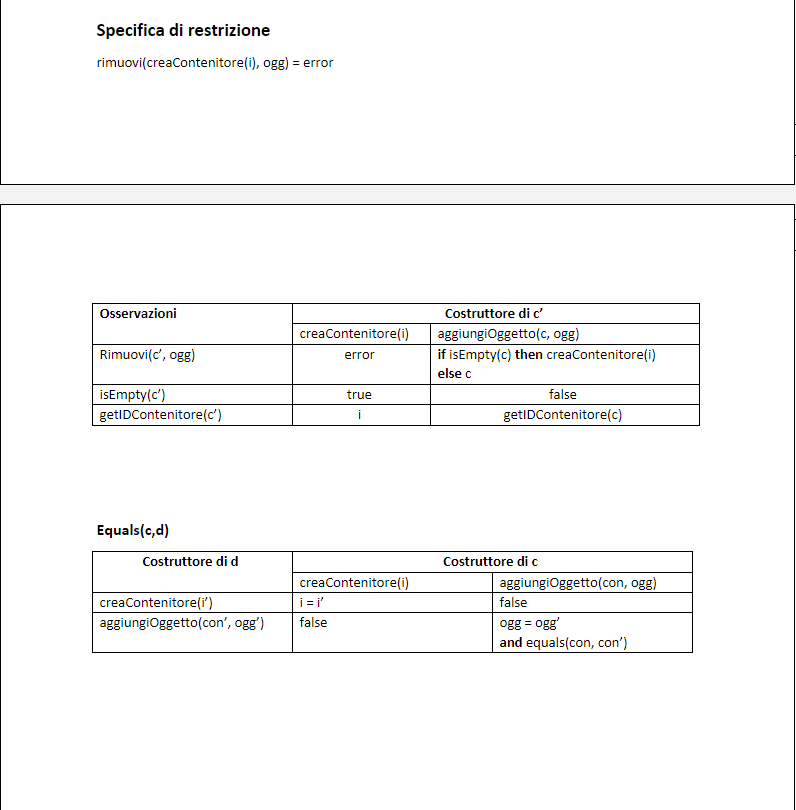 Specifica di restrizione
rimuovi(creaContenitore(i), ogg) = error
Osservazioni
Costruttore di c’
creaContenitore(i)
aggiungiOggetto(c, ogg)
Rimuovi(c’, ogg)
error
if isEmpty(c) then creaContenitore(i)
else c
isEmpty(c’)
true
false
getIDContenitore(c’)
i
getIDContenitore(c)
Equals(c,d)
Costruttore di d
Costruttore di c
creaContenitore(i)
aggiungiOggetto(con, ogg)
creaContenitore(i’)
i = i’
false
aggiungiOggetto(con’, ogg’)
false
ogg = ogg’
and equals(con, con’)